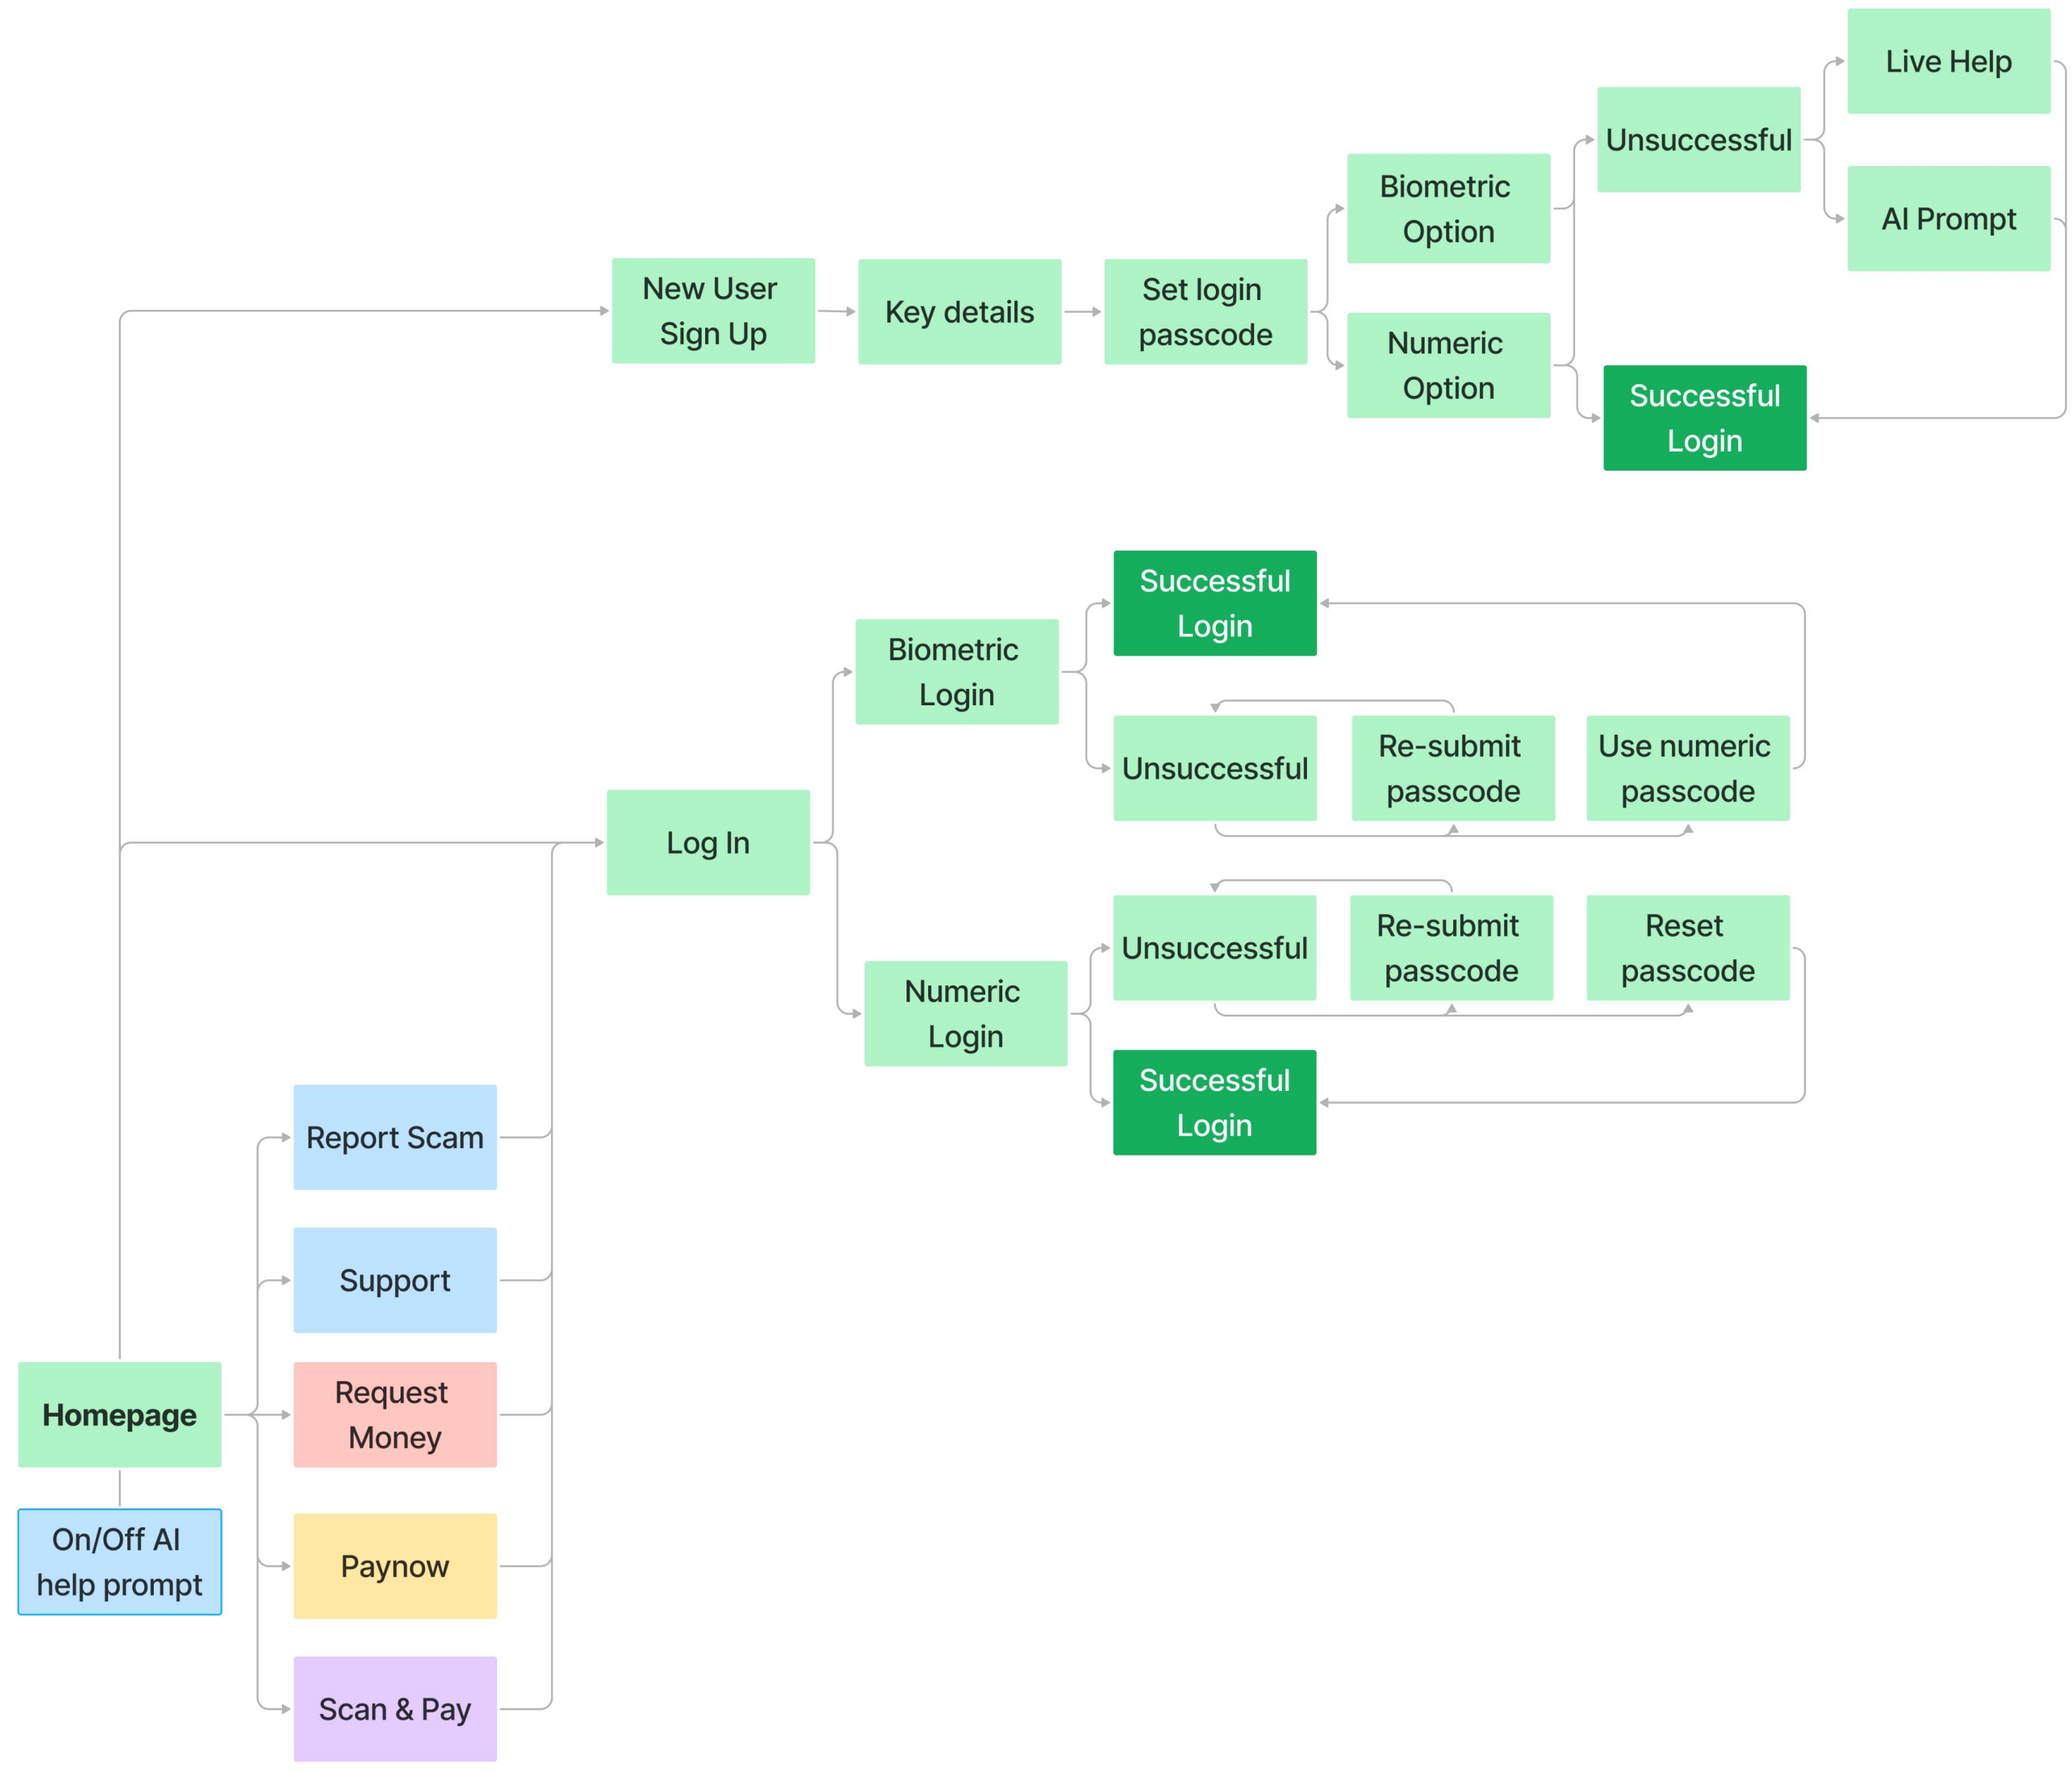 Live Help
Unsuccessful
AI Prompt
Biometric
Option
New User
Sign Up
Key details
Set login
passcode
Numeric
Option
Successful
Login
Successful
Login
Biometric
Login
Unsuccessful
Re-submit
passcode
Use numeric
passcode
Log In
Unsuccessful
Re-submit
passcode
Reset
passcode
Numeric
Login
Successful
Login
Report Scam
Support
Homepage
Request
Money
On/Off AI
help prompt
Paynow
Scan & Pay